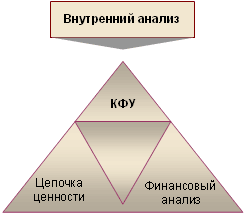 Внутренний анализ
КФУ
Цепочка
ценности
Финансовый
анализ